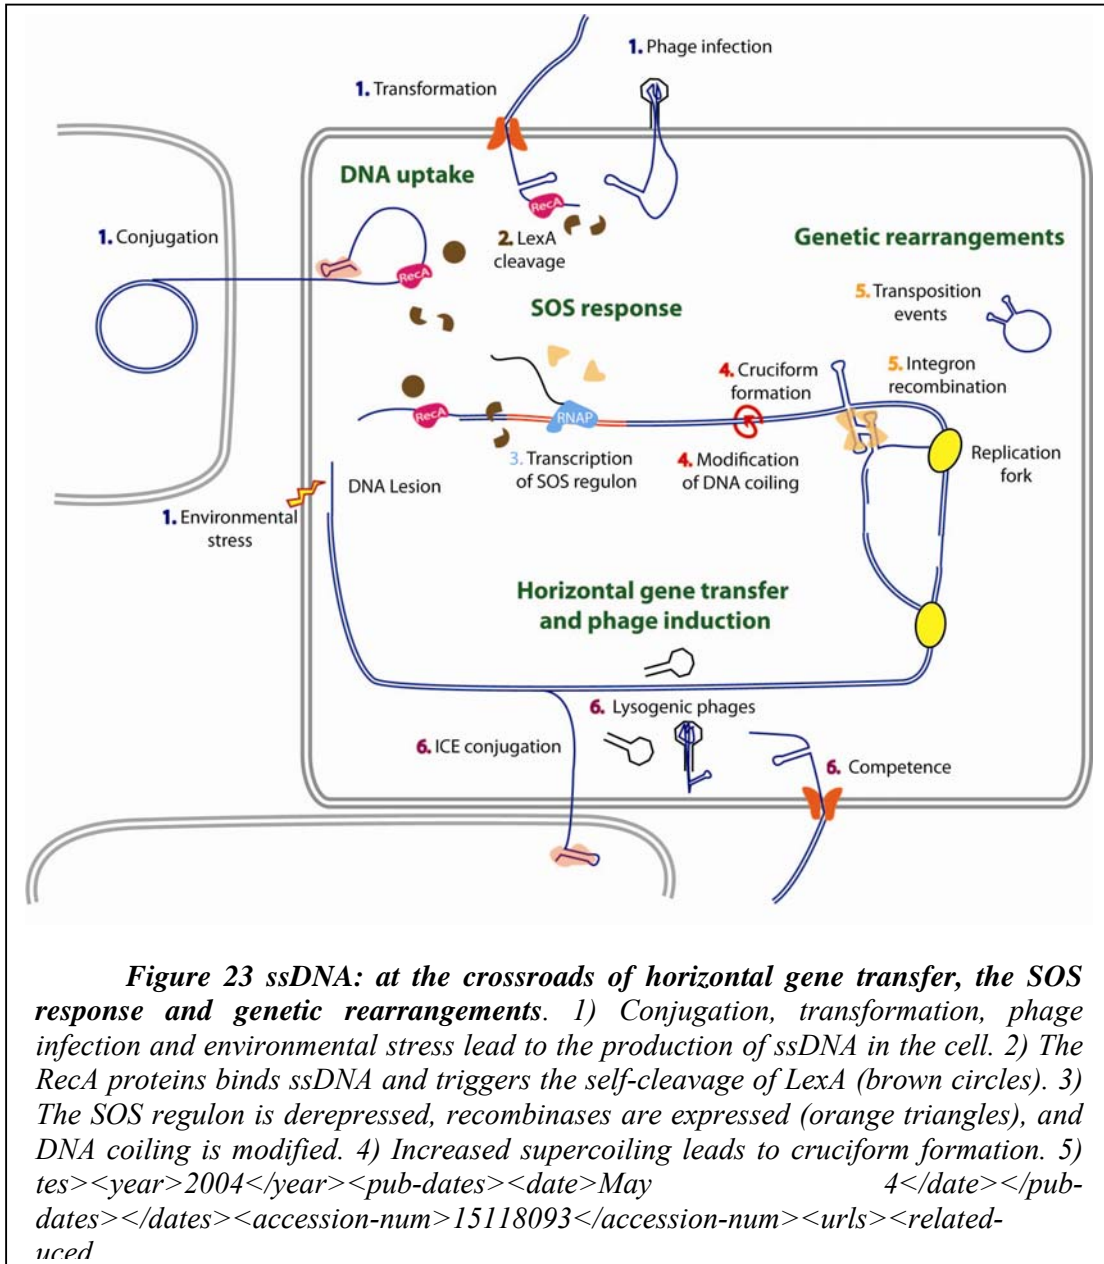 1. Phage infection
1. Transformation
DNA uptake
RecA
1. Conjugation
2. LexA
cleavage
RecA
Genetic rearrangements
SOS response
5. Transposition
events
4. Cruciform
formation
5. Integron
recombination
RecA
RNAP
3. Transcription
of SOS regulon
4. Modification
of DNA coiling
Replication
fork
DNA Lesion
1. Environmental
stress
Horizontal gene transfer
and phage induction
6. Lysogenic phages
6. ICE conjugation
6. Competence
Figure 23 ssDNA: at the crossroads of horizontal gene transfer, the SOS
response and genetic rearrangements. 1) Conjugation, transformation, phage
infection and environmental stress lead to the production of ssDNA in the cell. 2) The
RecA proteins binds ssDNA and triggers the self-cleavage of LexA (brown circles). 3)
The SOS regulon is derepressed, recombinases are expressed (orange triangles), and
DNA coiling is modified. 4) Increased supercoiling leads to cruciform formation. 5)
tes><year>2004</year><pub-dates><date>May 4</date></pub-
dates></dates><accession-num>15118093</accession-num><urls><related-
uced